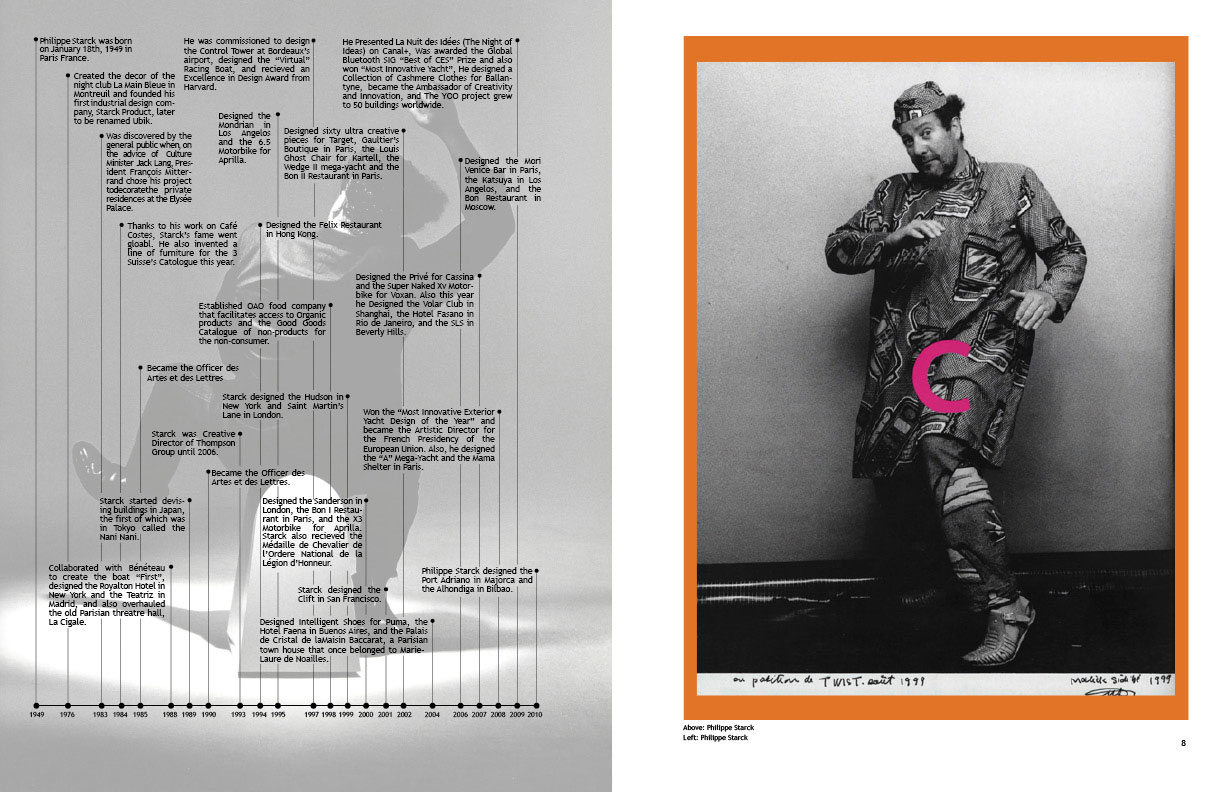 Philippe Starck was born
on January 18th, 1949 in
Paris France.
Created the decor of the
night club La Main Bleue in
Montreuil and founded his
first industrial design com-
pany, Starck Product, later
to be renamed Ubik.
Was discovered by the
general public when, on
the advice of Culture
Minister Jack Lang, Pres-
ident François Mitter-
rand chose his project
todecoratethe private
residences at the Elysée
Palace.
Thanks to his work on Café
Costes, Starck's fame went
gloabl. He also invented a
line of furniture for the 3
Suisse's Catologue this year.
Became the Officer des
Artes et des Lettres
Collaborated with Bénéteau
to create the boat "First",
designed the Royalton Hotel in
New York and the Teatriz in
Madrid, and also overhauled
the old Parisian threatre hall,
La Cigale.
Starck started devis-
ing buildings in Japan,
the first of which was
in Tokyo called the
Nani Nani.
Became the Officer des
Artes et des Lettres.
Starck was Creative
Director of Thompson
Group until 2006.
Designed the Felix Restaurant
in Hong Kong.
Designed the
Mondrian in
Los Angelos
and the 6.5
Motorbike for
Aprilla.
He was commissioned to design
the Control Tower at Bordeaux's
airport, designed the "Virtual"
Racing Boat, and recieved an
Excellence in Design Award from
Harvard.
Established OAO food company
that facilitates access to Organic
products and the Good Goods
Catalogue of non-products for
the non-consumer.
Starck designed the Hudson in
New York and Saint Martin's
Lane in London.
Designed the Sanderson in
London, the Bon I Restau-
rant in Paris, and the X3
Motorbike for Aprilla.
Starck also recieved the
Médaille de Chevalier de
l'Ordere National de la
Légion d'Honneur.
Starck designed the
Clift in San Francisco.
Designed sixty ultra creative
pieces for Target, Gaultier's
Boutique in Paris, the Louis
Ghost Chair for Kartell, the
Wedge II mega-yacht and the
Bon II Restaurant in Paris.
Designed Intelligent Shoes for Puma, the
Hotel Faena in Buenos Aires, and the Palais
de Cristal de laMaisin Baccarat, a Parisian
town house that once belonged to Marie-
Laure de Noailles.
Designed the Mori
Venice Bar in Paris,
the Katsuya in Los
Angelos, and the
Bon Restaurant in
Moscow.
Designed the Privé for Cassina
and the Super Naked Xv Motor-
bike for Voxan. Also this year
he Designed the Volar Club in
Shanghai, the Hotel Fasano in
Rio de Janeiro, and the SLS in
Beverly Hills.
Won the "Most Innovative Exterior
Yacht Design of the Year" and
became the Artistic Director for
the French Presidency of the
European Union. Also, he designed
the "A" Mega-Yacht and the Mama
Shelter in Paris.
He Presented La Nuit des Idées (The Night of
Ideas) on Canal+, Was awarded the Global
Bluetooth SIG "Best of CES" Prize and also
won "Most Innovative Yacht", He designed a
Collection of Cashmere Clothes for Ballan-
tyne, became the Ambassador of Creativity
and Innovation, and The YOO project grew
to 50 buildings worldwide.
Philippe Starck designed the
Port Adriano in Majorca and
the Alhondiga in Bilbao.
1949 1976 1983 1984 1985 1988 1989 1990 1993 1994 1995 1997 1998 1999 2000 2001 2002 2004 2006 2007 2008 2009 2010
C
de TWIST. août 1999
1999
Above: Philippe Starck
Left: Philippe Starck
8